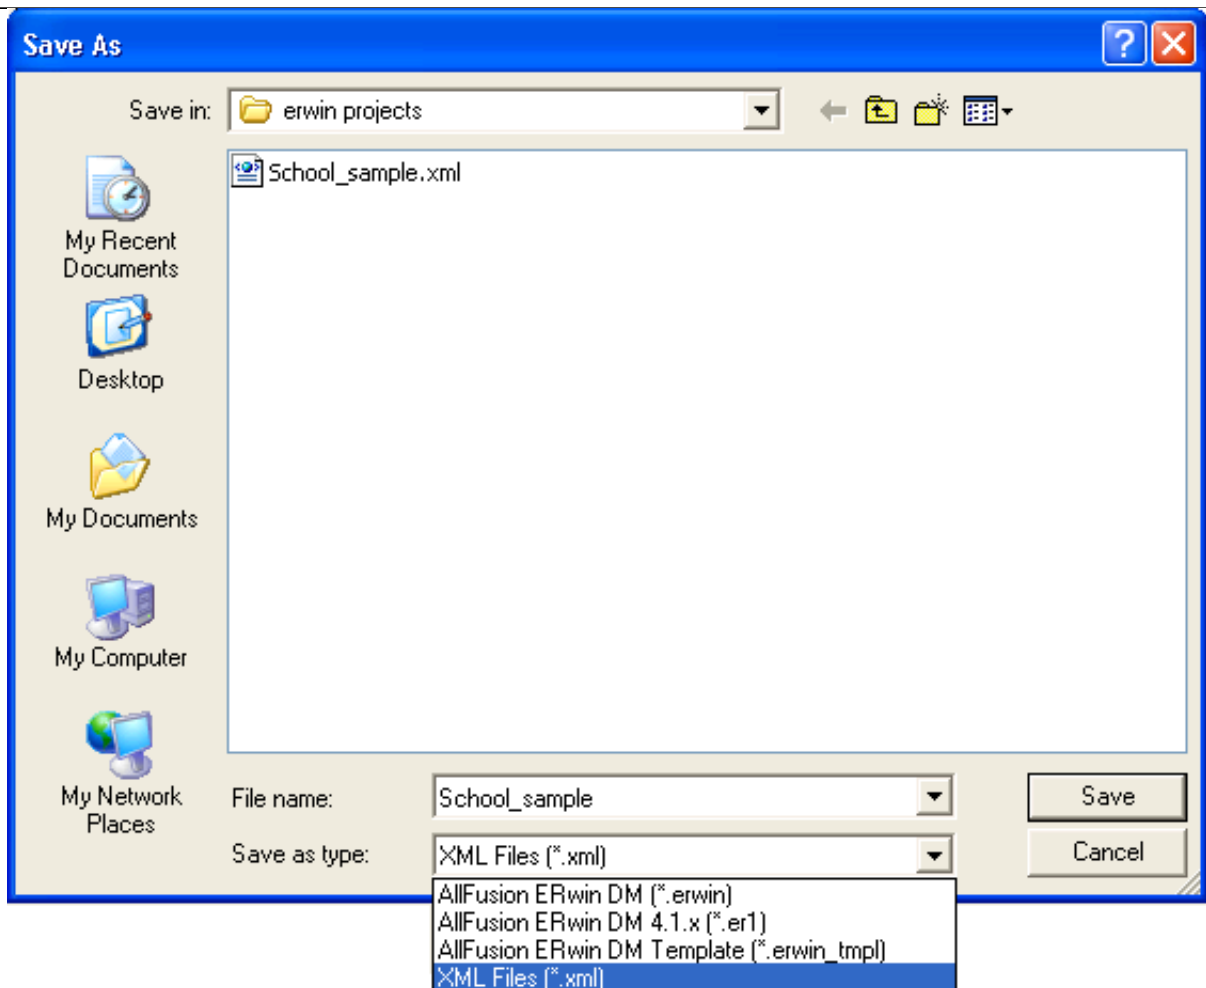 Save As
Save in: erwin projects
School_sample.xml
My Recent
Documents
Desktop
My Documents
My Computer
My Network
Places
File name: School_sample Save
Save as type: XML Files (*.xml) Cancel
AllFusion ERwin DM (*.erwin)
AllFusion ERwin DM 4.1.x (*.er1)
AllFusion ERwin DM Template (*.erwin_tmpl)
XML Files (*.xml)